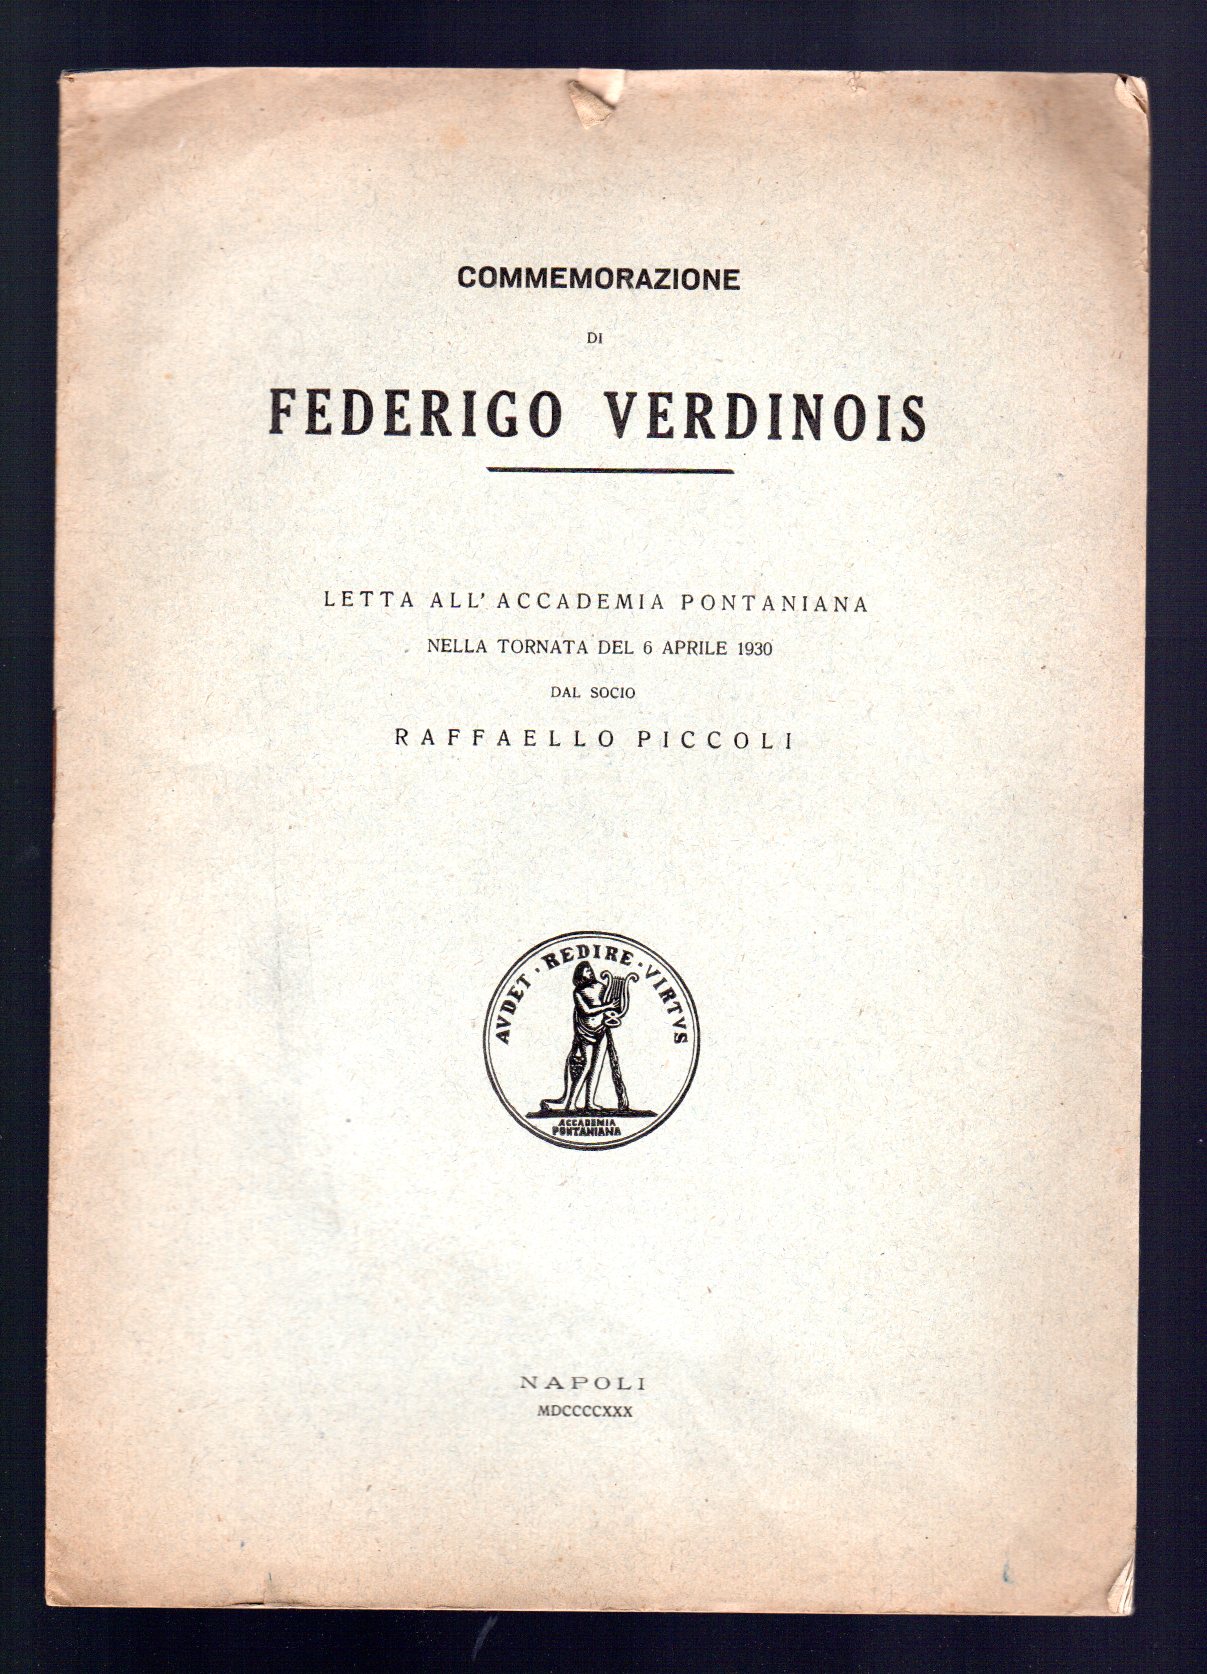 COMMEMORAZIONE
DI
FEDERIGO VERDINOIS
LETTA ALL' ACCADEMIA PONTANIANA
NELLA TORNATA DEL 6 APRILE 1930
DAL SOCIO
RAFFAELLO PICCOLI
AVDET · REDIRE · VIRTVS
ACCADEMIA
PONTANIANA
NAPOLI
MDCCCCXXX